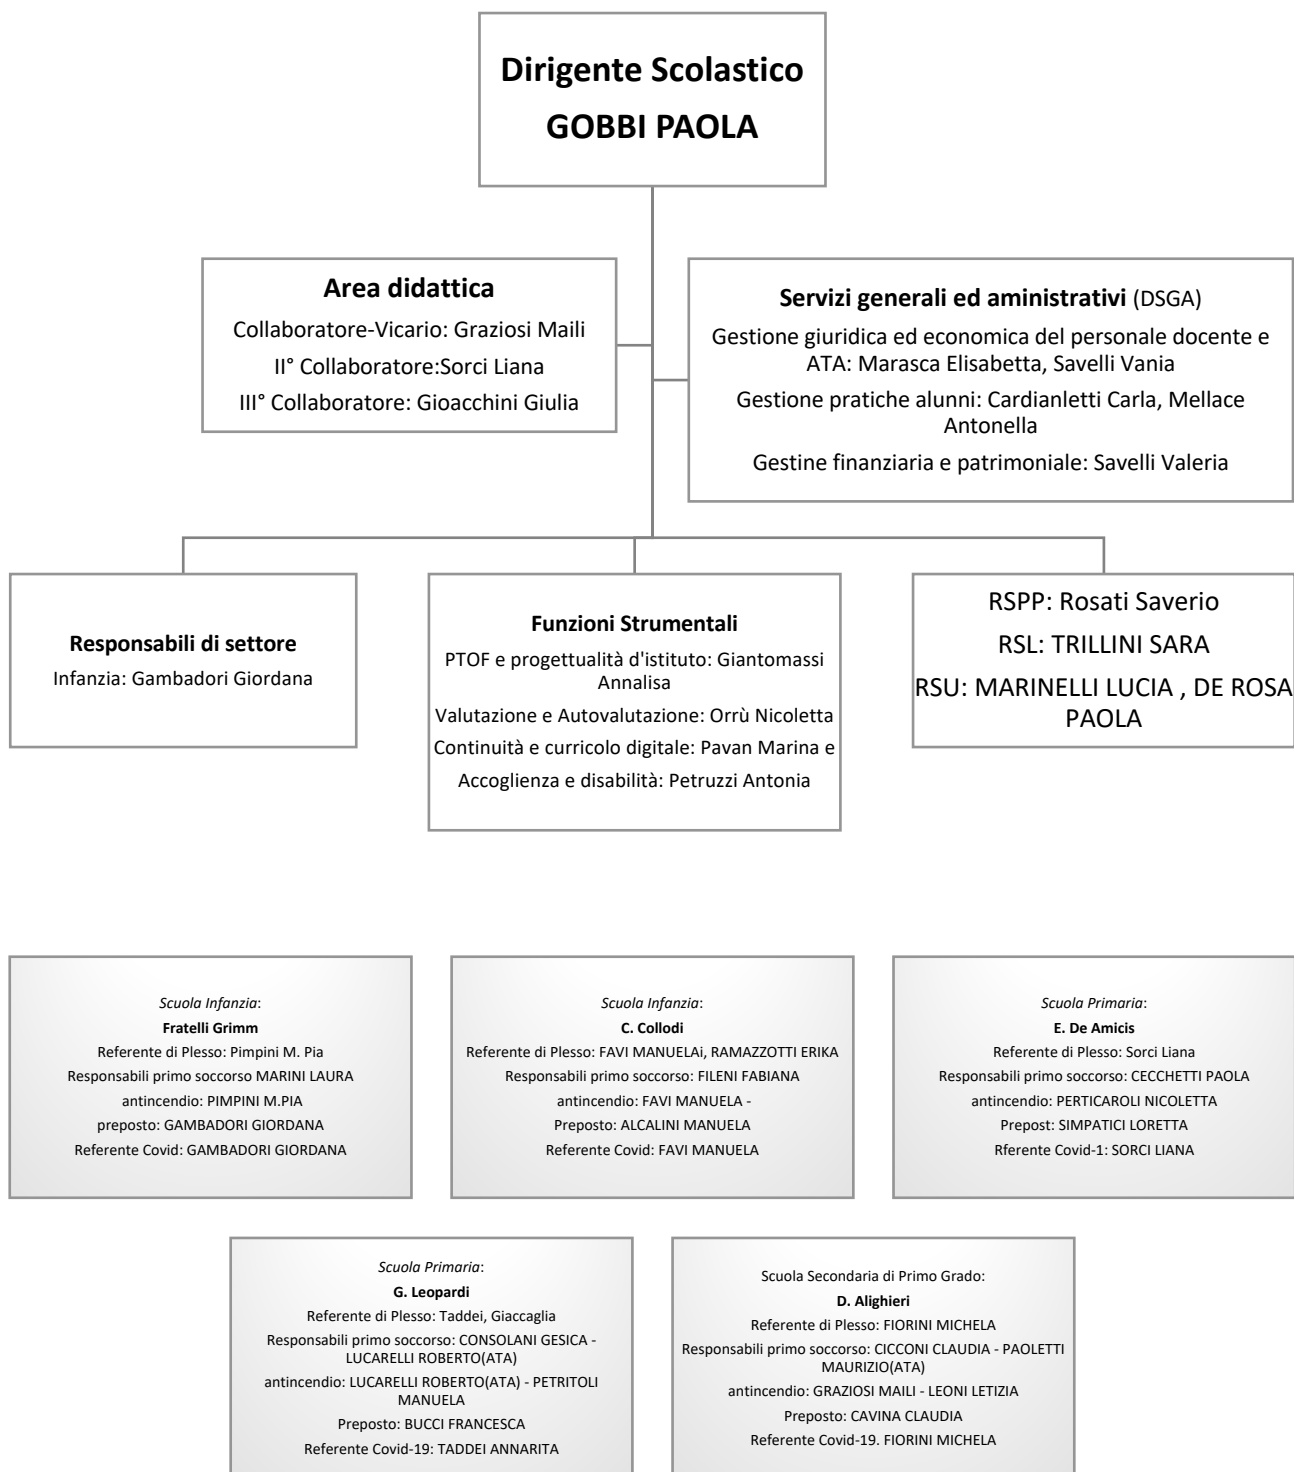 Dirigente Scolastico
GOBBI PAOLA
Area didattica
Collaboratore-Vicario: Graziosi Maili
II° Collaboratore:Sorci Liana
III° Collaboratore: Gioacchini Giulia
Servizi generali ed aministrativi (DSGA)
Gestione giuridica ed economica del personale docente e
ATA: Marasca Elisabetta, Savelli Vania
Gestione pratiche alunni: Cardianletti Carla, Mellace
Antonella
Gestine finanziaria e patrimoniale: Savelli Valeria
Responsabili di settore
Infanzia: Gambadori Giordana
Funzioni Strumentali
PTOF e progettualità d'istituto: Giantomassi
Annalisa
Valutazione e Autovalutazione: Orrù Nicoletta
Continuità e curricolo digitale: Pavan Marina e
Accoglienza e disabilità: Petruzzi Antonia
RSPP: Rosati Saverio
RSL: TRILLINI SARA
RSU: MARINELLI LUCIA , DE ROSA
PAOLA
Scuola Infanzia:
Fratelli Grimm
Referente di Plesso: Pimpini M. Pia
Responsabili primo soccorso MARINI LAURA
antincendio: PIMPINI M.PIA
preposto: GAMBADORI GIORDANA
Referente Covid: GAMBADORI GIORDANA
Scuola Infanzia:
C. Collodi
Referente di Plesso: FAVI MANUELAi, RAMAZZOTTI ERIKA
Responsabili primo soccorso: FILENI FABIANA
antincendio: FAVI MANUELA -
Preposto: ALCALINI MANUELA
Referente Covid: FAVI MANUELA
Scuola Primaria:
E. De Amicis
Referente di Plesso: Sorci Liana
Responsabili primo soccorso: CECCHETTI PAOLA
antincendio: PERTICAROLI NICOLETTA
Prepost: SIMPATICI LORETTA
Rferente Covid-1: SORCI LIANA
Scuola Primaria:
G. Leopardi
Referente di Plesso: Taddei, Giaccaglia
Responsabili primo soccorso: CONSOLANI GESICA -
LUCARELLI ROBERTO(ATA)
antincendio: LUCARELLI ROBERTO(ATA) - PETRITOLI
MANUELA
Preposto: BUCCI FRANCESCA
Referente Covid-19: TADDEI ANNARITA
Scuola Secondaria di Primo Grado:
D. Alighieri
Referente di Plesso: FIORINI MICHELA
Responsabili primo soccorso: CICCONI CLAUDIA - PAOLETTI
MAURIZIO(ATA)
antincendio: GRAZIOSI MAILI - LEONI LETIZIA
Preposto: CAVINA CLAUDIA
Referente Covid-19. FIORINI MICHELA